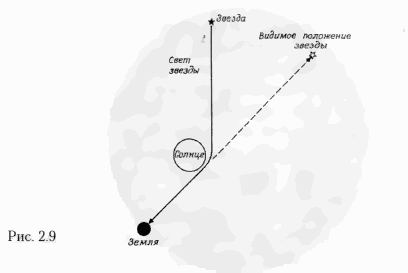 Звезда
Видимое положение
звезды
Свет
звезды
Солнце
Рис. 2.9
Земля